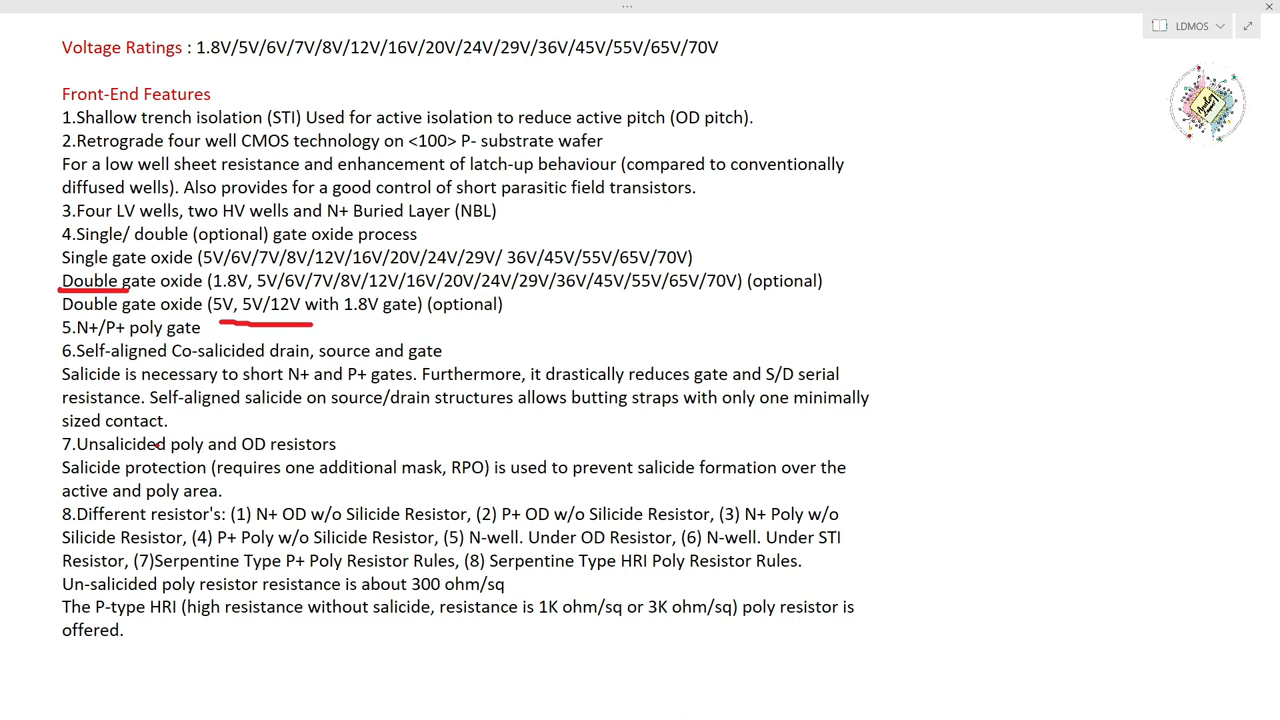 LDMOS
Voltage Ratings : 1.8V/5V/6V/7V/8V/12V/16V/20V/24V/29V/36V/45V/55V/65V/70V
Front-End Features
1.Shallow trench isolation (STI) Used for active isolation to reduce active pitch (OD pitch).
2.Retrograde four well CMOS technology on <100> P- substrate wafer
For a low well sheet resistance and enhancement of latch-up behaviour (compared to conventionally
diffused wells). Also provides for a good control of short parasitic field transistors.
3.Four LV wells, two HV wells and N+ Buried Layer (NBL)
4.Single/ double (optional) gate oxide process
Single gate oxide (5V/6V/7V/8V/12V/16V/20V/24V/29V/ 36V/45V/55V/65V/70V)
Double gate oxide (1.8V, 5V/6V/7V/8V/12V/16V/20V/24V/29V/36V/45V/55V/65V/70V) (optional)
Double gate oxide (5V, 5V/12V with 1.8V gate) (optional)
5.N+/P+ poly gate
6.Self-aligned Co-salicided drain, source and gate
Salicide is necessary to short N+ and P+ gates. Furthermore, it drastically reduces gate and S/D serial
resistance. Self-aligned salicide on source/drain structures allows butting straps with only one minimally
sized contact.
7.Unsalicided poly and OD resistors
Salicide protection (requires one additional mask, RPO) is used to prevent salicide formation over the
active and poly area.
8.Different resistor's: (1) N+ OD w/o Silicide Resistor, (2) P+ OD w/o Silicide Resistor, (3) N+ Poly w/o
Silicide Resistor, (4) P+ Poly w/o Silicide Resistor, (5) N-well. Under OD Resistor, (6) N-well. Under STI
Resistor, (7)Serpentine Type P+ Poly Resistor Rules, (8) Serpentine Type HRI Poly Resistor Rules.
Un-salicided poly resistor resistance is about 300 ohm/sq
The P-type HRI (high resistance without salicide, resistance is 1K ohm/sq or 3K ohm/sq) poly resistor is
offered.